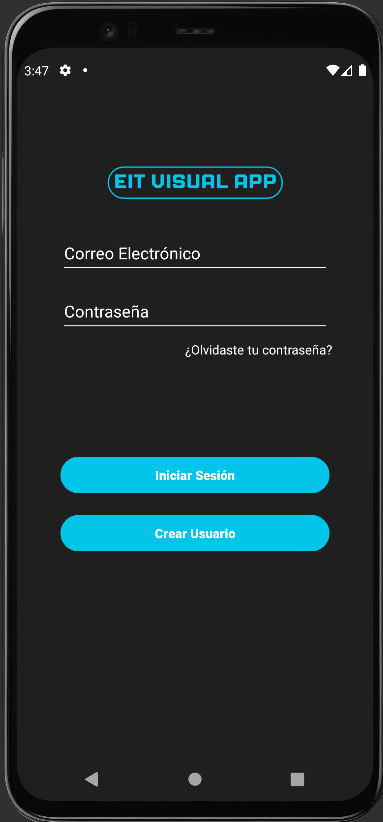 3:47
EIT VISUAL APP
Correo Electrónico
Contraseña
¿Olvidaste tu contraseña?
Iniciar Sesión
Crear Usuario